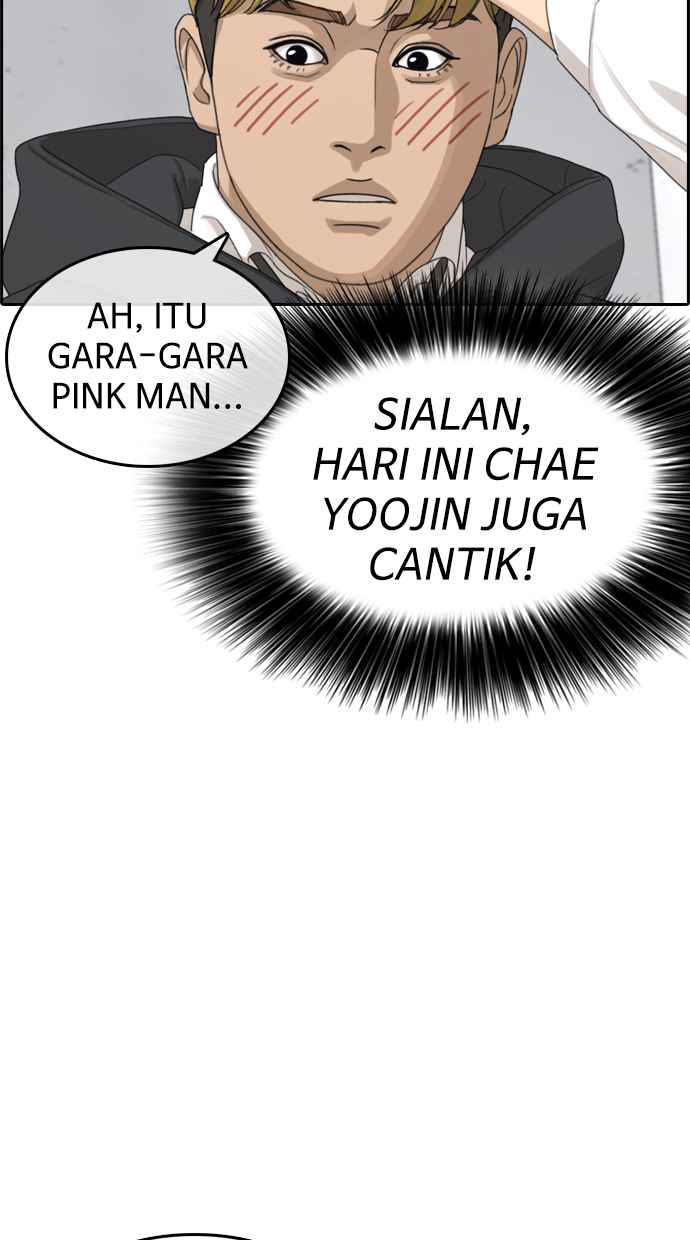 AH, ITU
GARA-GARA
PINK MAN...
SIALAN,
HARI INI CHAE
YOOJIN JUGA
CANTIK!